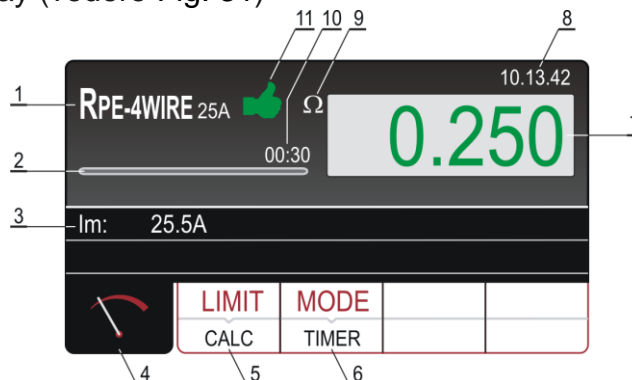 ay (vedere Fig. 31)
11 10 9 8
10.13.42
1 RPE-4WIRE 25A Ω 0.250
00:30
2
3 Im: 25.5A
LIMIT MODE
CALC TIMER
4 5 6